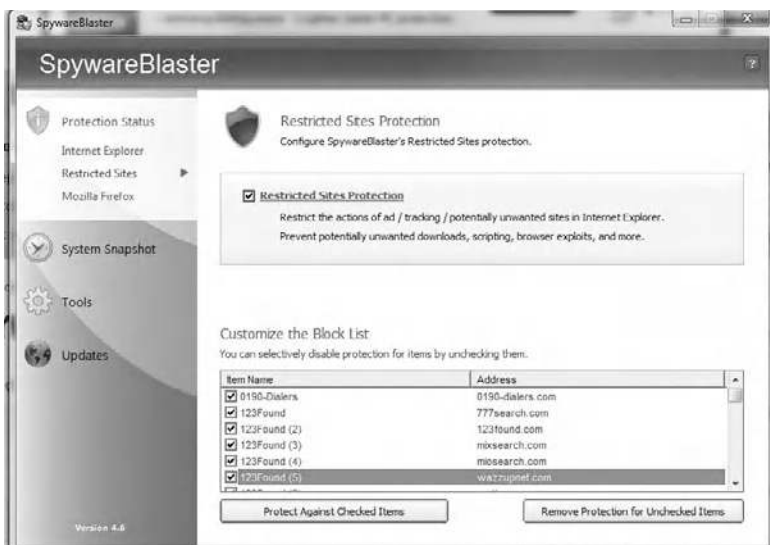 SpywareBlaster
SpywareBlaster
?
Protection Status
Internet Explorer
Restricted Sites
Mozilla Firefox
System Snapshot
Tools
Updates
Version 4.6
Restricted Sites Protection
Configure SpywareBlaster's Restricted Sites protection.
Restricted Sites Protection
Restrict the actions of ad / tracking / potentially unwanted sites in Internet Explorer.
Prevent potentially unwanted downloads, scripting, browser exploits, and more.
Customize the Block List
You can selectively disable protection for items by unchecking them.
Item Name Address
0190-Dialers 0190-dialers.com
123Found 777search.com
123Found (2) 123found.com
123Found (3) mixsearch.com
123Found (4) miosearch.com
123Found (5) wazzupnet.com
Protect Against Checked Items Remove Protection for Unchecked Items